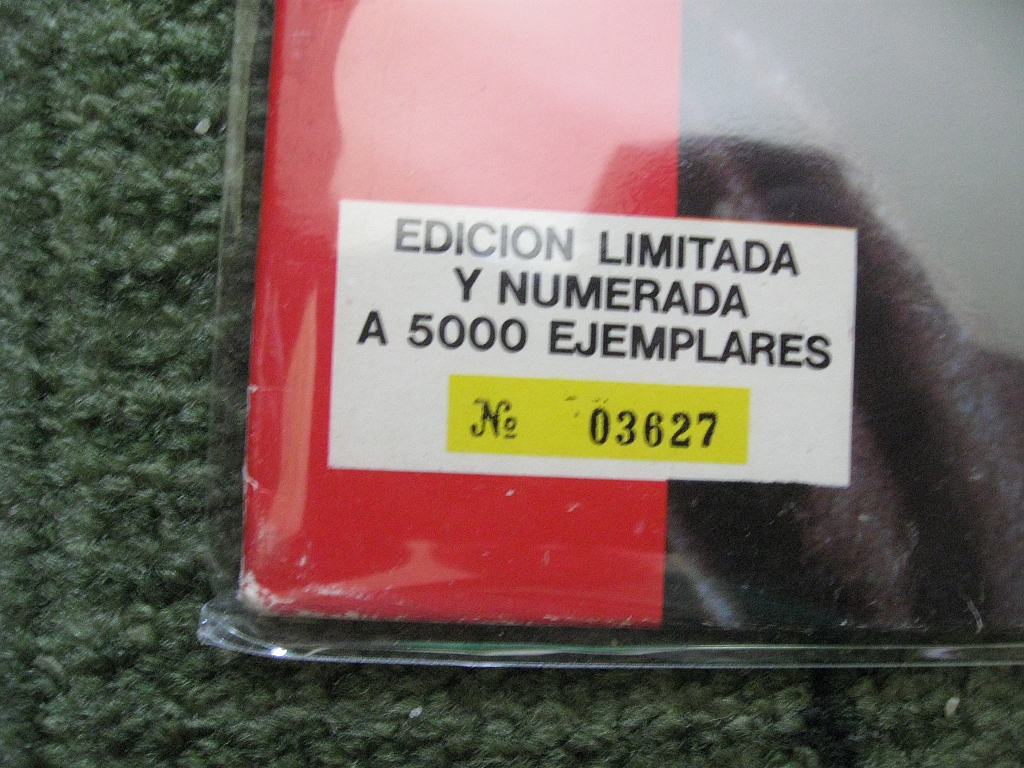 EDICION LIMITADA
Y NUMERADA
A 5000 EJEMPLARES
No 03627